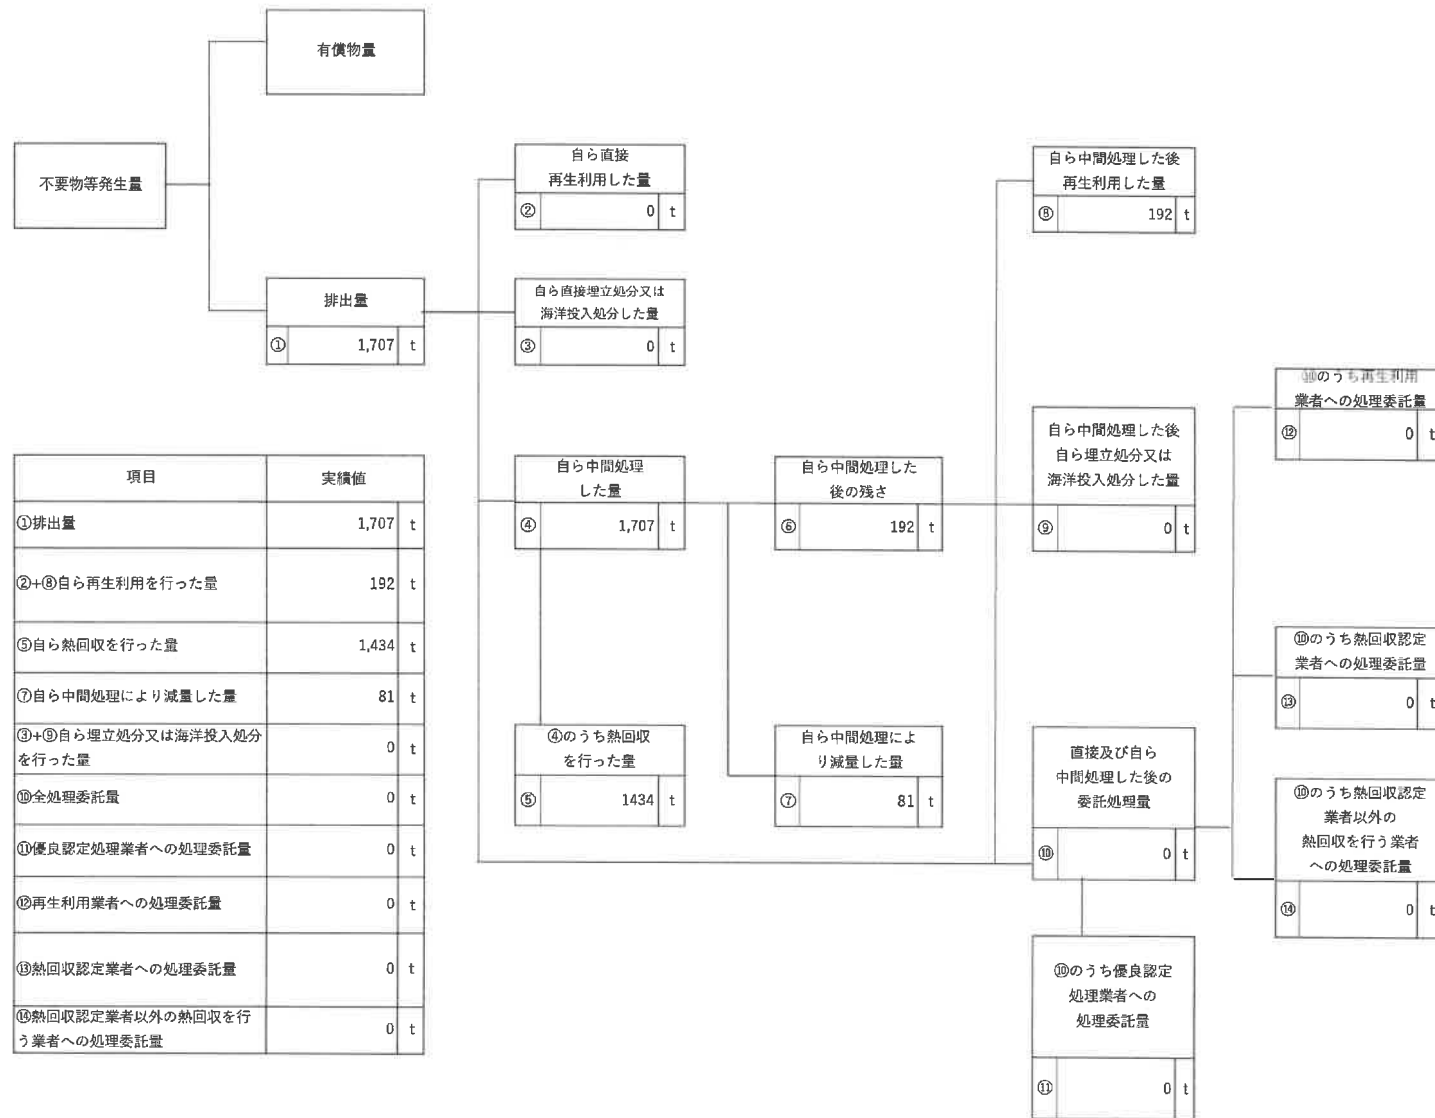 有償物量
不要物等発生量
排出量
① 1,707 t
自ら直接
再生利用した量
② 0 t
自ら直接埋立処分又は
海洋投入処分した量
③ 0 t
自ら中間処理
した量
④ 1,707 t
④のうち熱回収
を行った量
⑤ 1434 t
自ら中間処理した
後の残さ
⑥ 192 t
自ら中間処理によ
り減量した量
⑦ 81 t
自ら中間処理した後
再生利用した量
⑧ 192 t
自ら中間処理した後
自ら埋立処分又は
海洋投入処分した量
⑨ 0 t
直接及び自ら
中間処理した後の
委託処理量
⑩ 0 t
⑩のうち優良認定
処理業者への
処理委託量
⑪ 0 t
⑩のうち再生利用
業者への処理委託量
⑫ 0 t
⑩のうち熱回収認定
業者への処理委託量
⑬ 0 t
⑩のうち熱回収認定
業者以外の
熱回収を行う業者
への処理委託量
⑭ 0 t
項目 実績値
①排出量 1,707 t
②+⑧自ら再生利用を行った量 192 t
⑤自ら熱回収を行った量 1,434 t
⑦自ら中間処理により減量した量 81 t
③+⑨自ら埋立処分又は海洋投入処分
を行った量 0 t
⑩全処理委託量 0 t
⑪優良認定処理業者への処理委託量 0 t
⑫再生利用業者への処理委託量 0 t
⑬熱回収認定業者への処理委託量 0 t
⑭熱回収認定業者以外の熱回収を行
う業者への処理委託量 0 t